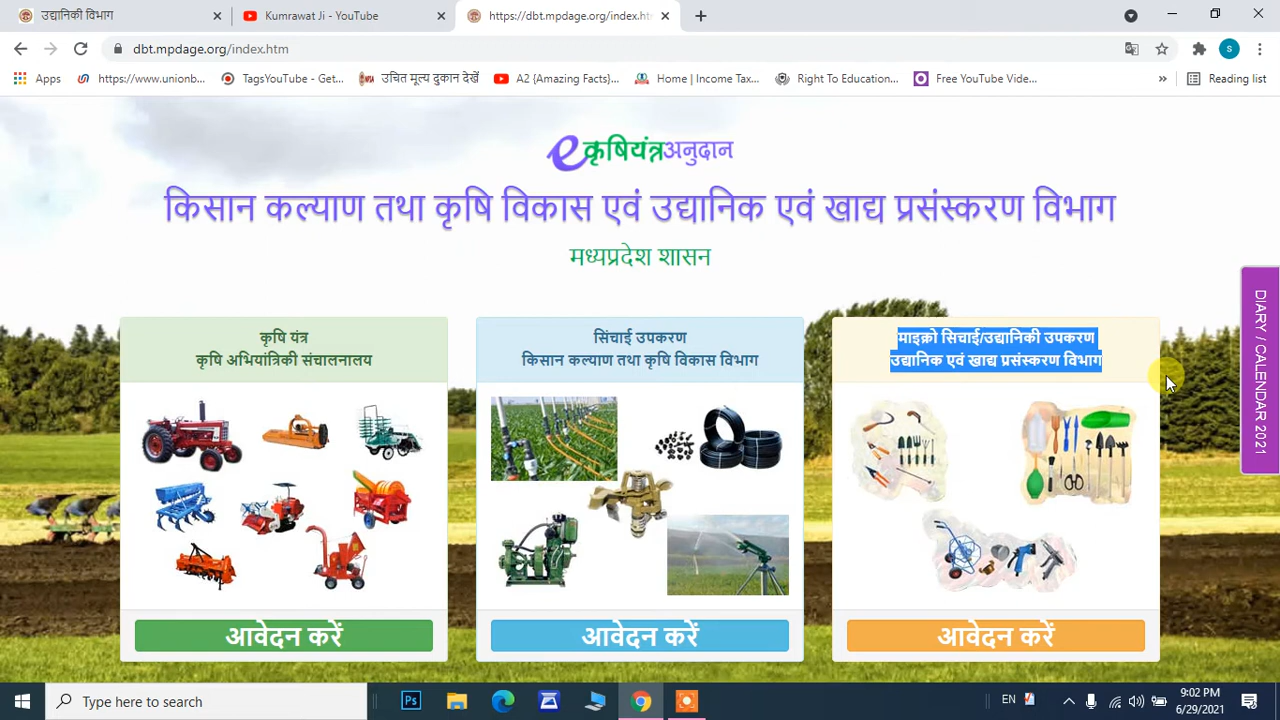 उद्यानिकी विभाग
Kumrawat Ji - YouTube
https://dbt.mpdage.org/index.ht
dbt.mpdage.org/index.htm
Apps
https://www.unionb...
TagsYouTube - Get...
उचित मूल्य दुकान देखें
A2 {Amazing Facts}...
Home | Income Tax...
Right To Education...
Free YouTube Vide...
»
Reading list
eकृषियंत्रअनुदान
किसान कल्याण तथा कृषि विकास एवं उद्यानिक एवं खाद्य प्रसंस्करण विभाग
मध्यप्रदेश शासन
कृषि यंत्र
कृषि अभियांत्रिकी संचालनालय
आवेदन करें
सिंचाई उपकरण
किसान कल्याण तथा कृषि विकास विभाग
आवेदन करें
माइक्रो सिचाई/उद्यानिकी उपकरण
उद्यानिक एवं खाद्य प्रसंस्करण विभाग
आवेदन करें
DIARY / CALENDAR 2021
Type here to search
Ps
EN
9:02 PM
6/29/2021